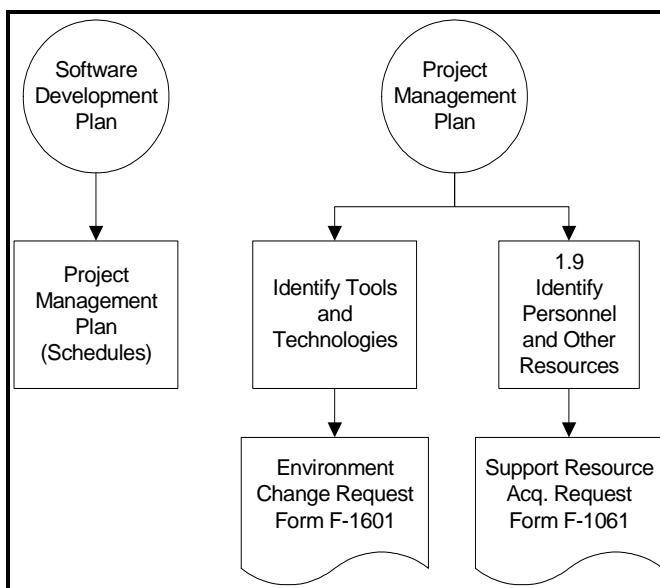 Software
Development
Plan
Project
Management
Plan
Project
Management
Plan
(Schedules)
Identify Tools
and
Technologies
1.9
Identify
Personnel
and Other
Resources
Environment
Change Request
Form F-1601
Support Resource
Acq. Request
Form F-1061